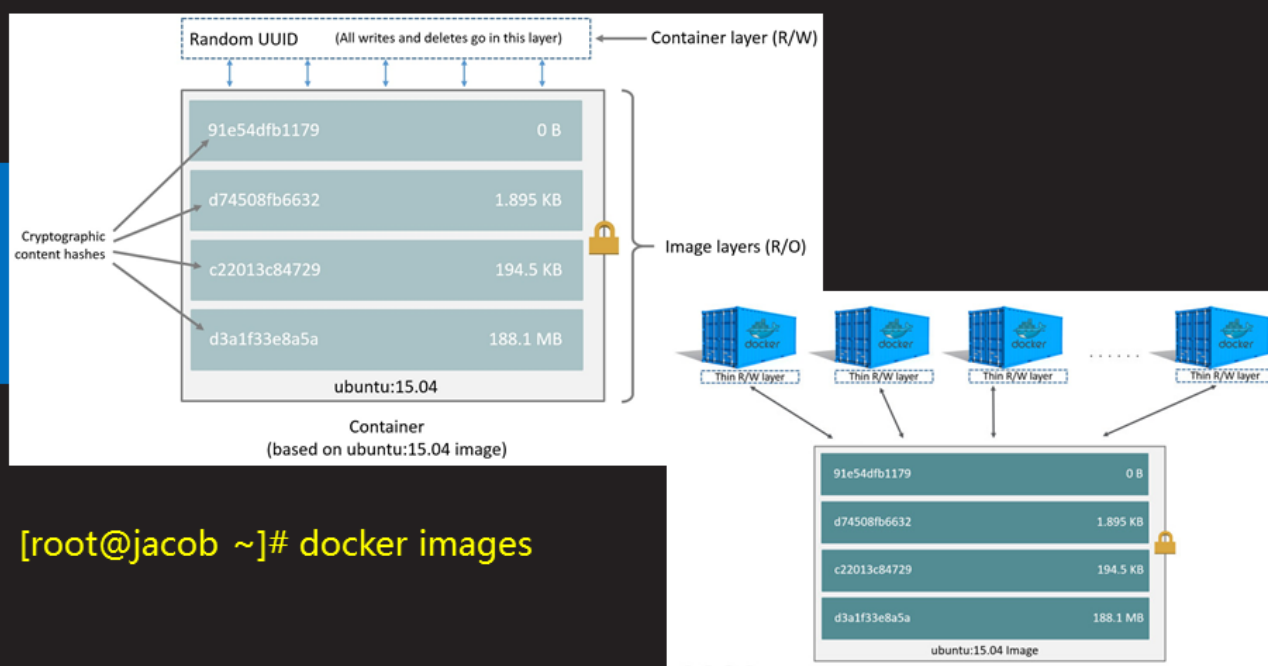 Random UUID (All writes and deletes go in this layer)
Container layer (R/W)
91e54dfb1179 0 B
d74508fb6632 1.895 KB
c22013c84729 194.5 KB
d3a1f33e8a5a 188.1 MB
ubuntu:15.04
Cryptographic
content hashes
Image layers (R/O)
Container
(based on ubuntu:15.04 image)
[root@jacob ~]# docker images
docker
docker
docker
docker
......
Thin R/W layer
Thin R/W layer
Thin R/W layer
Thin R/W layer
91e54dfb1179 0 B
d74508fb6632 1.895 KB
c22013c84729 194.5 KB
d3a1f33e8a5a 188.1 MB
ubuntu:15.04 Image